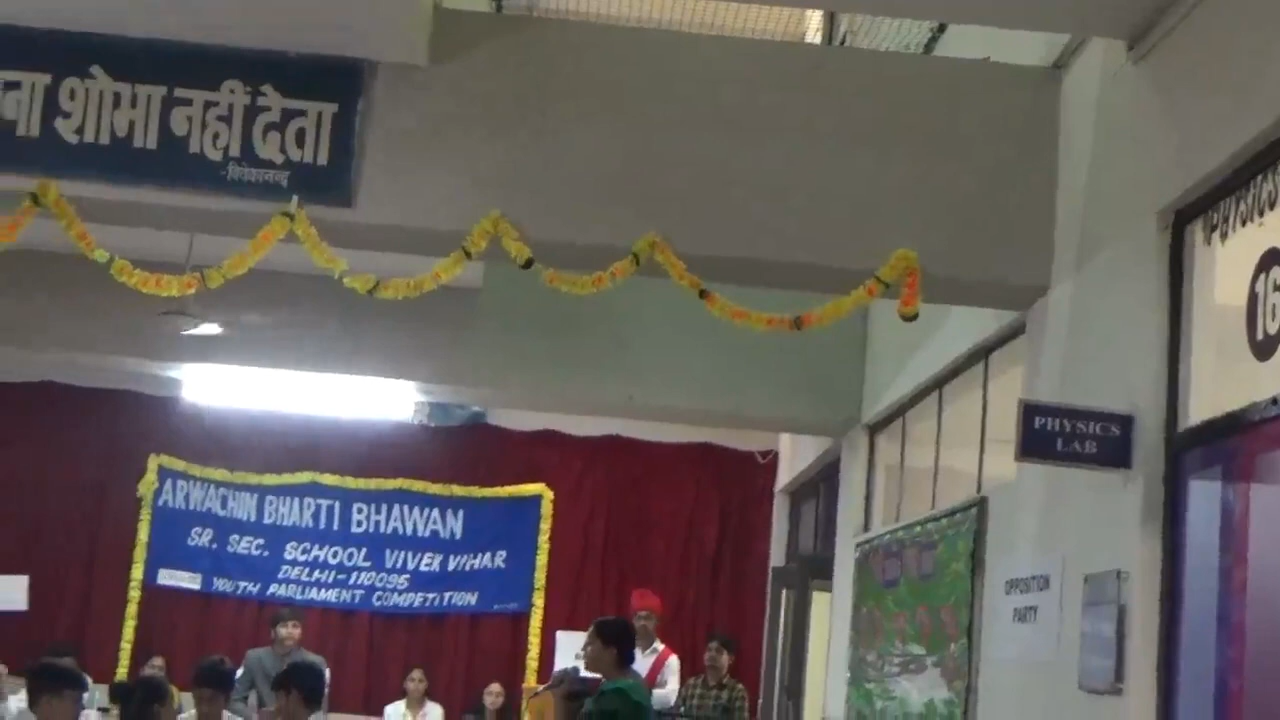 ना शोभा नहीं देता
-विवेकानन्द
PHYSICS
16
PHYSICS
LAB
ARWACHIN BHARTI BHAWAN
SR. SEC. SCHOOL VIVEK VIHAR
DELHI-110095
YOUTH PARLIAMENT COMPETITION
OPPOSITION
PARTY